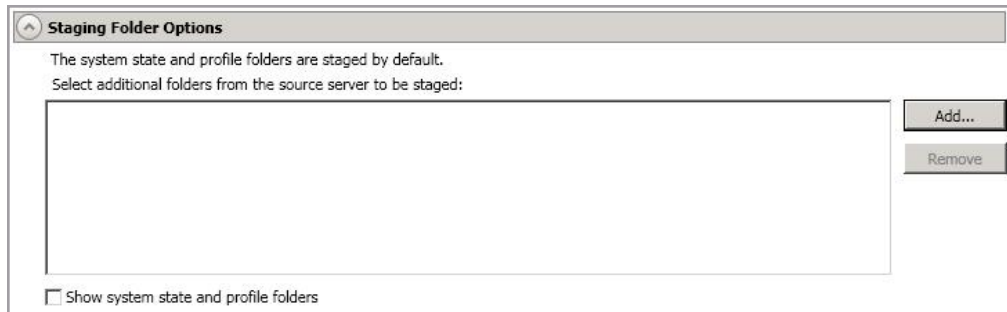 Staging Folder Options
The system state and profile folders are staged by default.
Select additional folders from the source server to be staged:
Add...
Remove
Show system state and profile folders